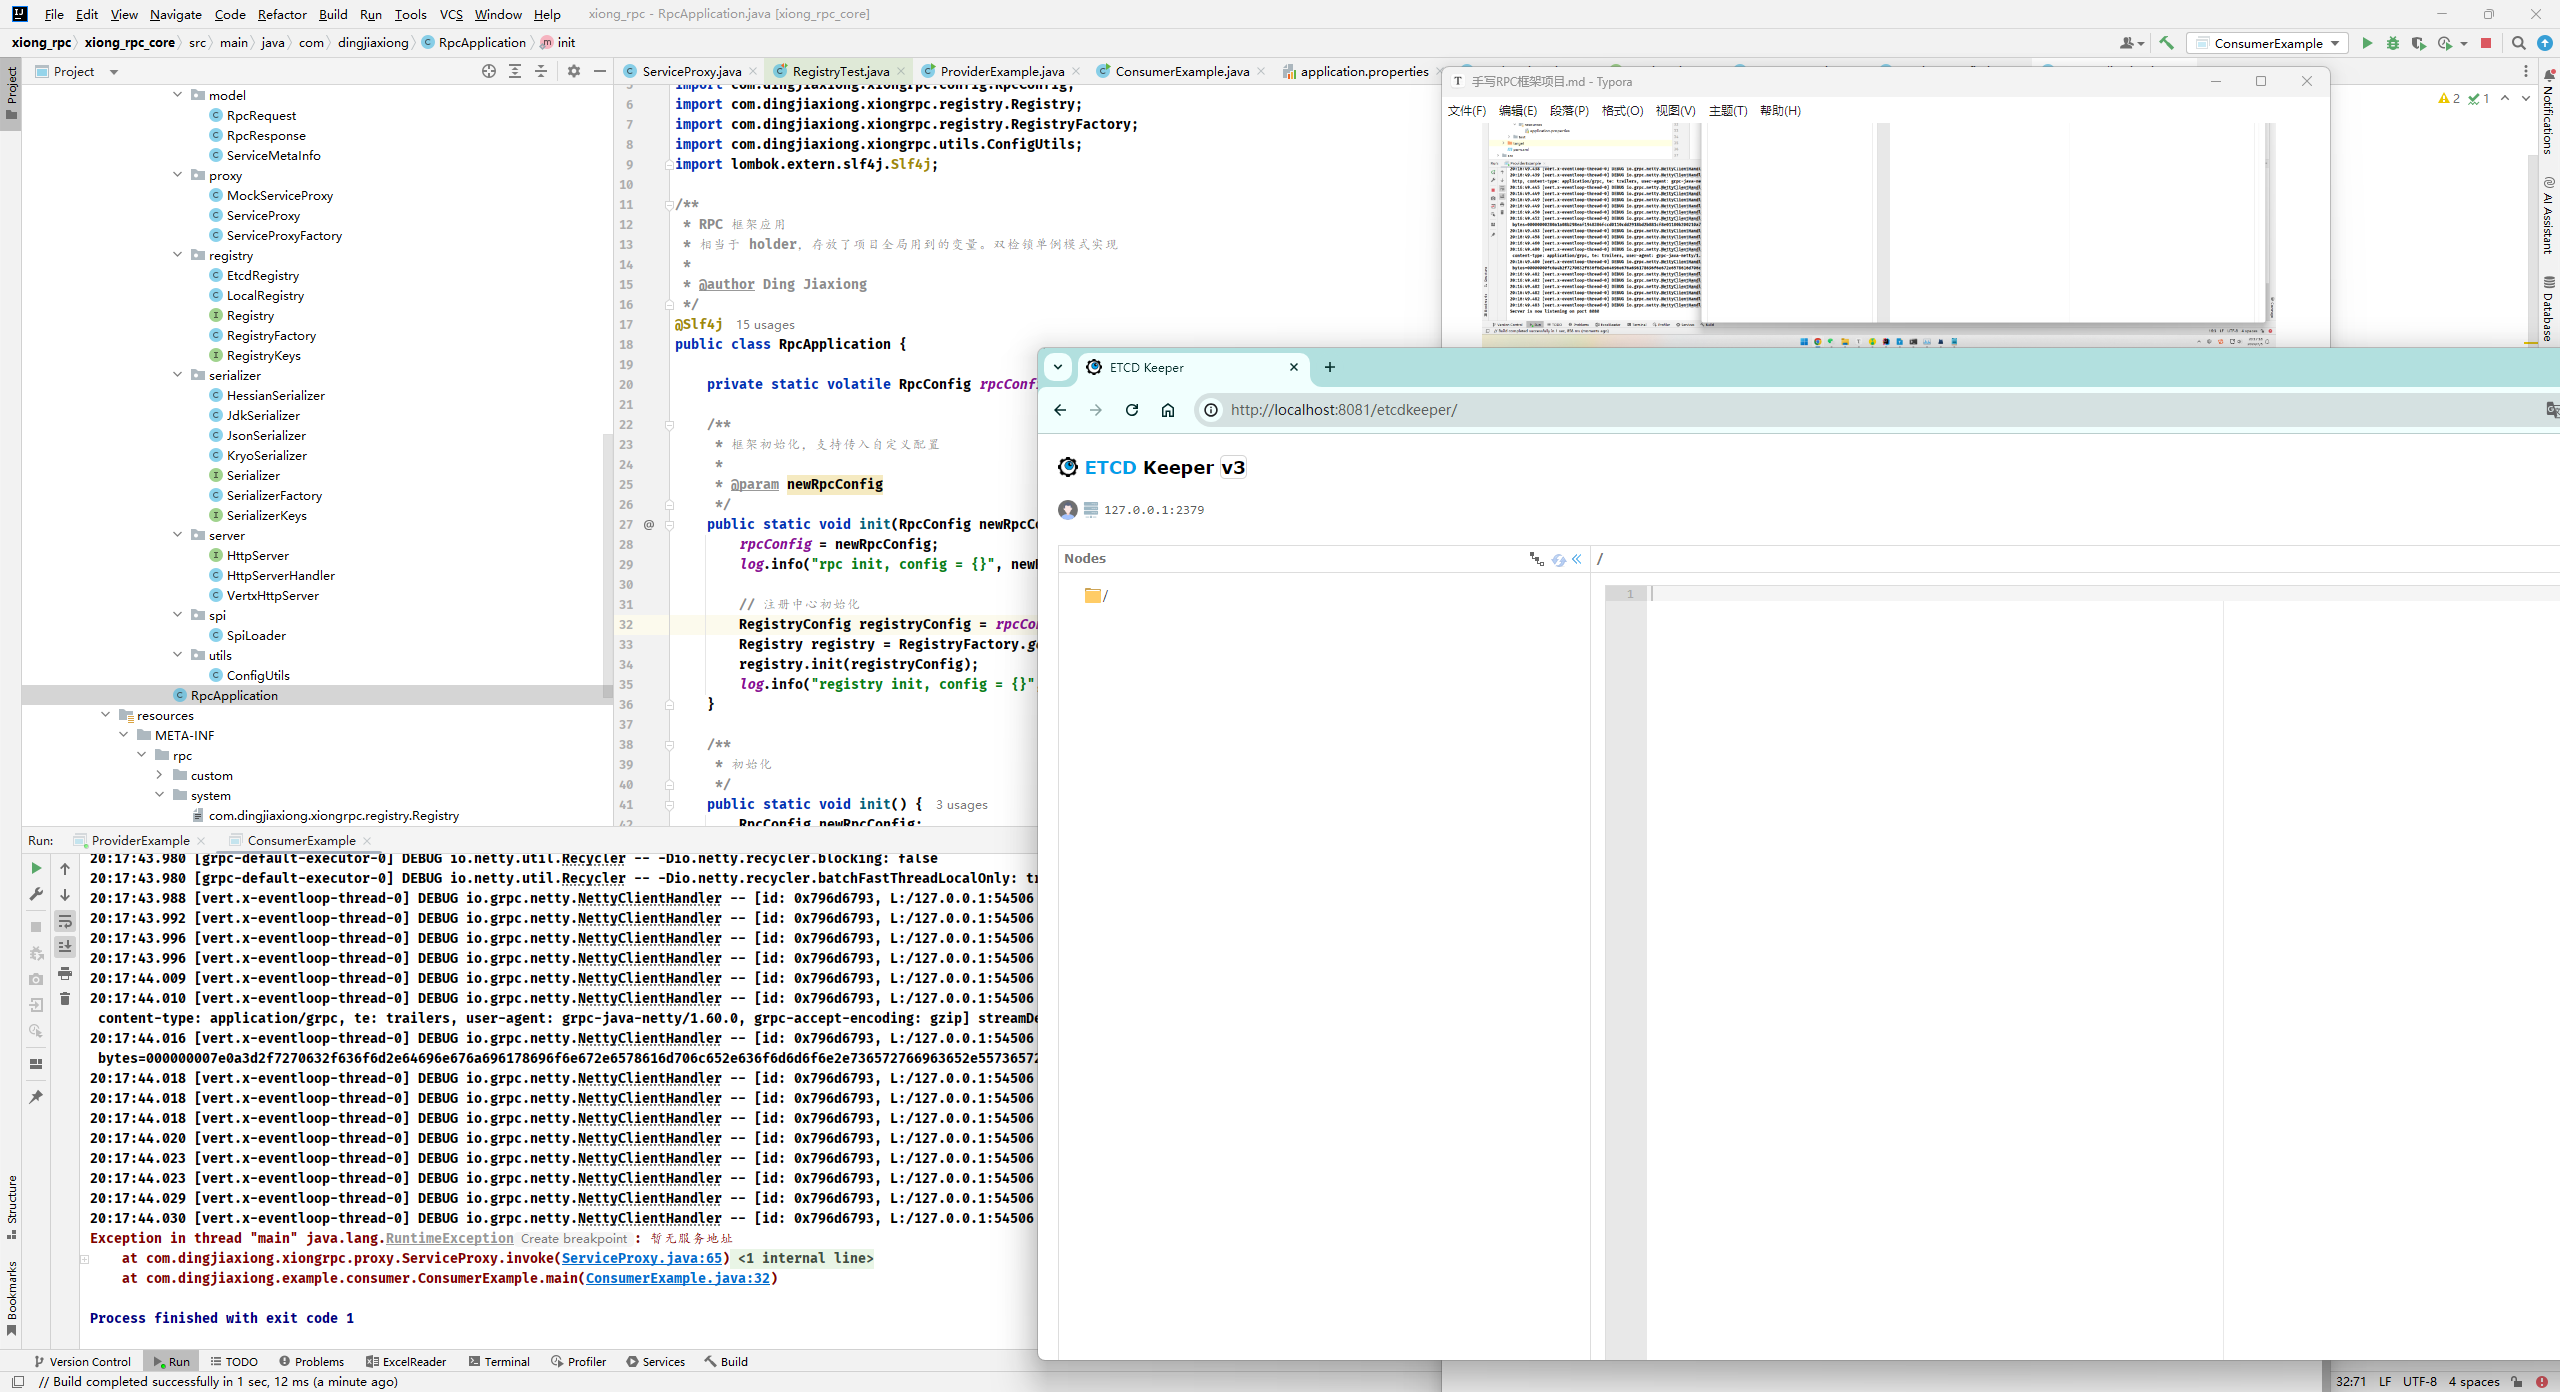 File Edit View Navigate Code Refactor Build Run Tools VCS Window Help xiong_rpc - RpcApplication.java [xiong_rpc_core]
xiong_rpc xiong_rpc_core src main java com dingjiaxiong RpcApplication init ConsumerExample
Project
Project
model
RpcRequest
RpcResponse
ServiceMetaInfo
proxy
MockServiceProxy
ServiceProxy
ServiceProxyFactory
registry
EtcdRegistry
LocalRegistry
Registry
RegistryFactory
RegistryKeys
serializer
HessianSerializer
JdkSerializer
JsonSerializer
KryoSerializer
Serializer
SerializerFactory
SerializerKeys
server
HttpServer
HttpServerHandler
VertxHttpServer
spi
SpiLoader
utils
ConfigUtils
RpcApplication
resources
META-INF
rpc
custom
system
com.dingjiaxiong.xiongrpc.registry.Registry
ServiceProxy.java RegistryTest.java ProviderExample.java ConsumerExample.java application.properties
5 import com.dingjiaxiong.xiongrpc.config.RpcConfig;
6 import com.dingjiaxiong.xiongrpc.registry.Registry;
7 import com.dingjiaxiong.xiongrpc.registry.RegistryFactory;
8 import com.dingjiaxiong.xiongrpc.utils.ConfigUtils;
9 import lombok.extern.slf4j.Slf4j;
10
11 /**
12 * RPC 框架应用
13 * 相当于 holder，存放了项目全局用到的变量。双检锁单例模式实现
14 *
15 * @author Ding Jiaxiong
16 */
17 @Slf4j 15 usages
18 public class RpcApplication {
19
20 private static volatile RpcConfig rpcConf
21
22 /**
23 * 框架初始化，支持传入自定义配置
24 *
25 * @param newRpcConfig
26 */
27 @ public static void init(RpcConfig newRpcCo
28 rpcConfig = newRpcConfig;
29 log.info("rpc init, config = {}", newR
30
31 // 注册中心初始化
32 RegistryConfig registryConfig = rpcCon
33 Registry registry = RegistryFactory.ge
34 registry.init(registryConfig);
35 log.info("registry init, config = {}"
36 }
37
38 /**
39 * 初始化
40 */
41 public static void init() { 3 usages
42 RpcConfig newRpcConfig;
2 1
Notifications
AI Assistant
Database
手写RPC框架项目.md - Typora
文件(F) 编辑(E) 段落(P) 格式(O) 视图(V) 主题(T) 帮助(H)
Server is now listening on port 8080
ETCD Keeper
http://localhost:8081/etcdkeeper/
ETCD Keeper v3
127.0.0.1:2379
Nodes
/
/
1
Run: ProviderExample ConsumerExample
20:17:43.980 [grpc-default-executor-0] DEBUG io.netty.util.Recycler -- -Dio.netty.recycler.blocking: false
20:17:43.980 [grpc-default-executor-0] DEBUG io.netty.util.Recycler -- -Dio.netty.recycler.batchFastThreadLocalOnly: tr
20:17:43.988 [vert.x-eventloop-thread-0] DEBUG io.grpc.netty.NettyClientHandler -- [id: 0x796d6793, L:/127.0.0.1:54506
20:17:43.992 [vert.x-eventloop-thread-0] DEBUG io.grpc.netty.NettyClientHandler -- [id: 0x796d6793, L:/127.0.0.1:54506
20:17:43.996 [vert.x-eventloop-thread-0] DEBUG io.grpc.netty.NettyClientHandler -- [id: 0x796d6793, L:/127.0.0.1:54506
20:17:43.996 [vert.x-eventloop-thread-0] DEBUG io.grpc.netty.NettyClientHandler -- [id: 0x796d6793, L:/127.0.0.1:54506
20:17:44.009 [vert.x-eventloop-thread-0] DEBUG io.grpc.netty.NettyClientHandler -- [id: 0x796d6793, L:/127.0.0.1:54506
20:17:44.010 [vert.x-eventloop-thread-0] DEBUG io.grpc.netty.NettyClientHandler -- [id: 0x796d6793, L:/127.0.0.1:54506
content-type: application/grpc, te: trailers, user-agent: grpc-java-netty/1.60.0, grpc-accept-encoding: gzip] streamDe
20:17:44.016 [vert.x-eventloop-thread-0] DEBUG io.grpc.netty.NettyClientHandler -- [id: 0x796d6793, L:/127.0.0.1:54506
bytes=000000007e0a3d2f7270632f636f6d2e64696e676a696178696f6e672e6578616d706c652e636f6d6d6f6e2e736572766963652e55736572
20:17:44.018 [vert.x-eventloop-thread-0] DEBUG io.grpc.netty.NettyClientHandler -- [id: 0x796d6793, L:/127.0.0.1:54506
20:17:44.018 [vert.x-eventloop-thread-0] DEBUG io.grpc.netty.NettyClientHandler -- [id: 0x796d6793, L:/127.0.0.1:54506
20:17:44.018 [vert.x-eventloop-thread-0] DEBUG io.grpc.netty.NettyClientHandler -- [id: 0x796d6793, L:/127.0.0.1:54506
20:17:44.020 [vert.x-eventloop-thread-0] DEBUG io.grpc.netty.NettyClientHandler -- [id: 0x796d6793, L:/127.0.0.1:54506
20:17:44.023 [vert.x-eventloop-thread-0] DEBUG io.grpc.netty.NettyClientHandler -- [id: 0x796d6793, L:/127.0.0.1:54506
20:17:44.023 [vert.x-eventloop-thread-0] DEBUG io.grpc.netty.NettyClientHandler -- [id: 0x796d6793, L:/127.0.0.1:54506
20:17:44.029 [vert.x-eventloop-thread-0] DEBUG io.grpc.netty.NettyClientHandler -- [id: 0x796d6793, L:/127.0.0.1:54506
20:17:44.030 [vert.x-eventloop-thread-0] DEBUG io.grpc.netty.NettyClientHandler -- [id: 0x796d6793, L:/127.0.0.1:54506
Exception in thread "main" java.lang.RuntimeException Create breakpoint : 暂无服务地址
at com.dingjiaxiong.xiongrpc.proxy.ServiceProxy.invoke(ServiceProxy.java:65) <1 internal line>
at com.dingjiaxiong.example.consumer.ConsumerExample.main(ConsumerExample.java:32)
Process finished with exit code 1
Structure
Bookmarks
Version Control Run TODO Problems ExcelReader Terminal Profiler Services Build
// Build completed successfully in 1 sec, 12 ms (a minute ago) 32:71 LF UTF-8 4 spaces